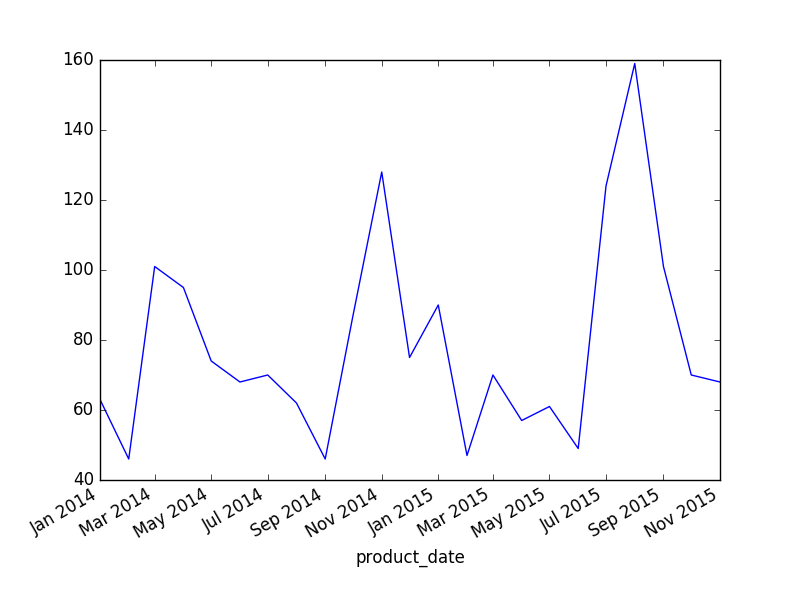 160
140
120
100
80
60
40
Jan 2014
Mar 2014
May 2014
Jul 2014
Sep 2014
Nov 2014
Jan 2015
Mar 2015
May 2015
Jul 2015
Sep 2015
Nov 2015
product_date